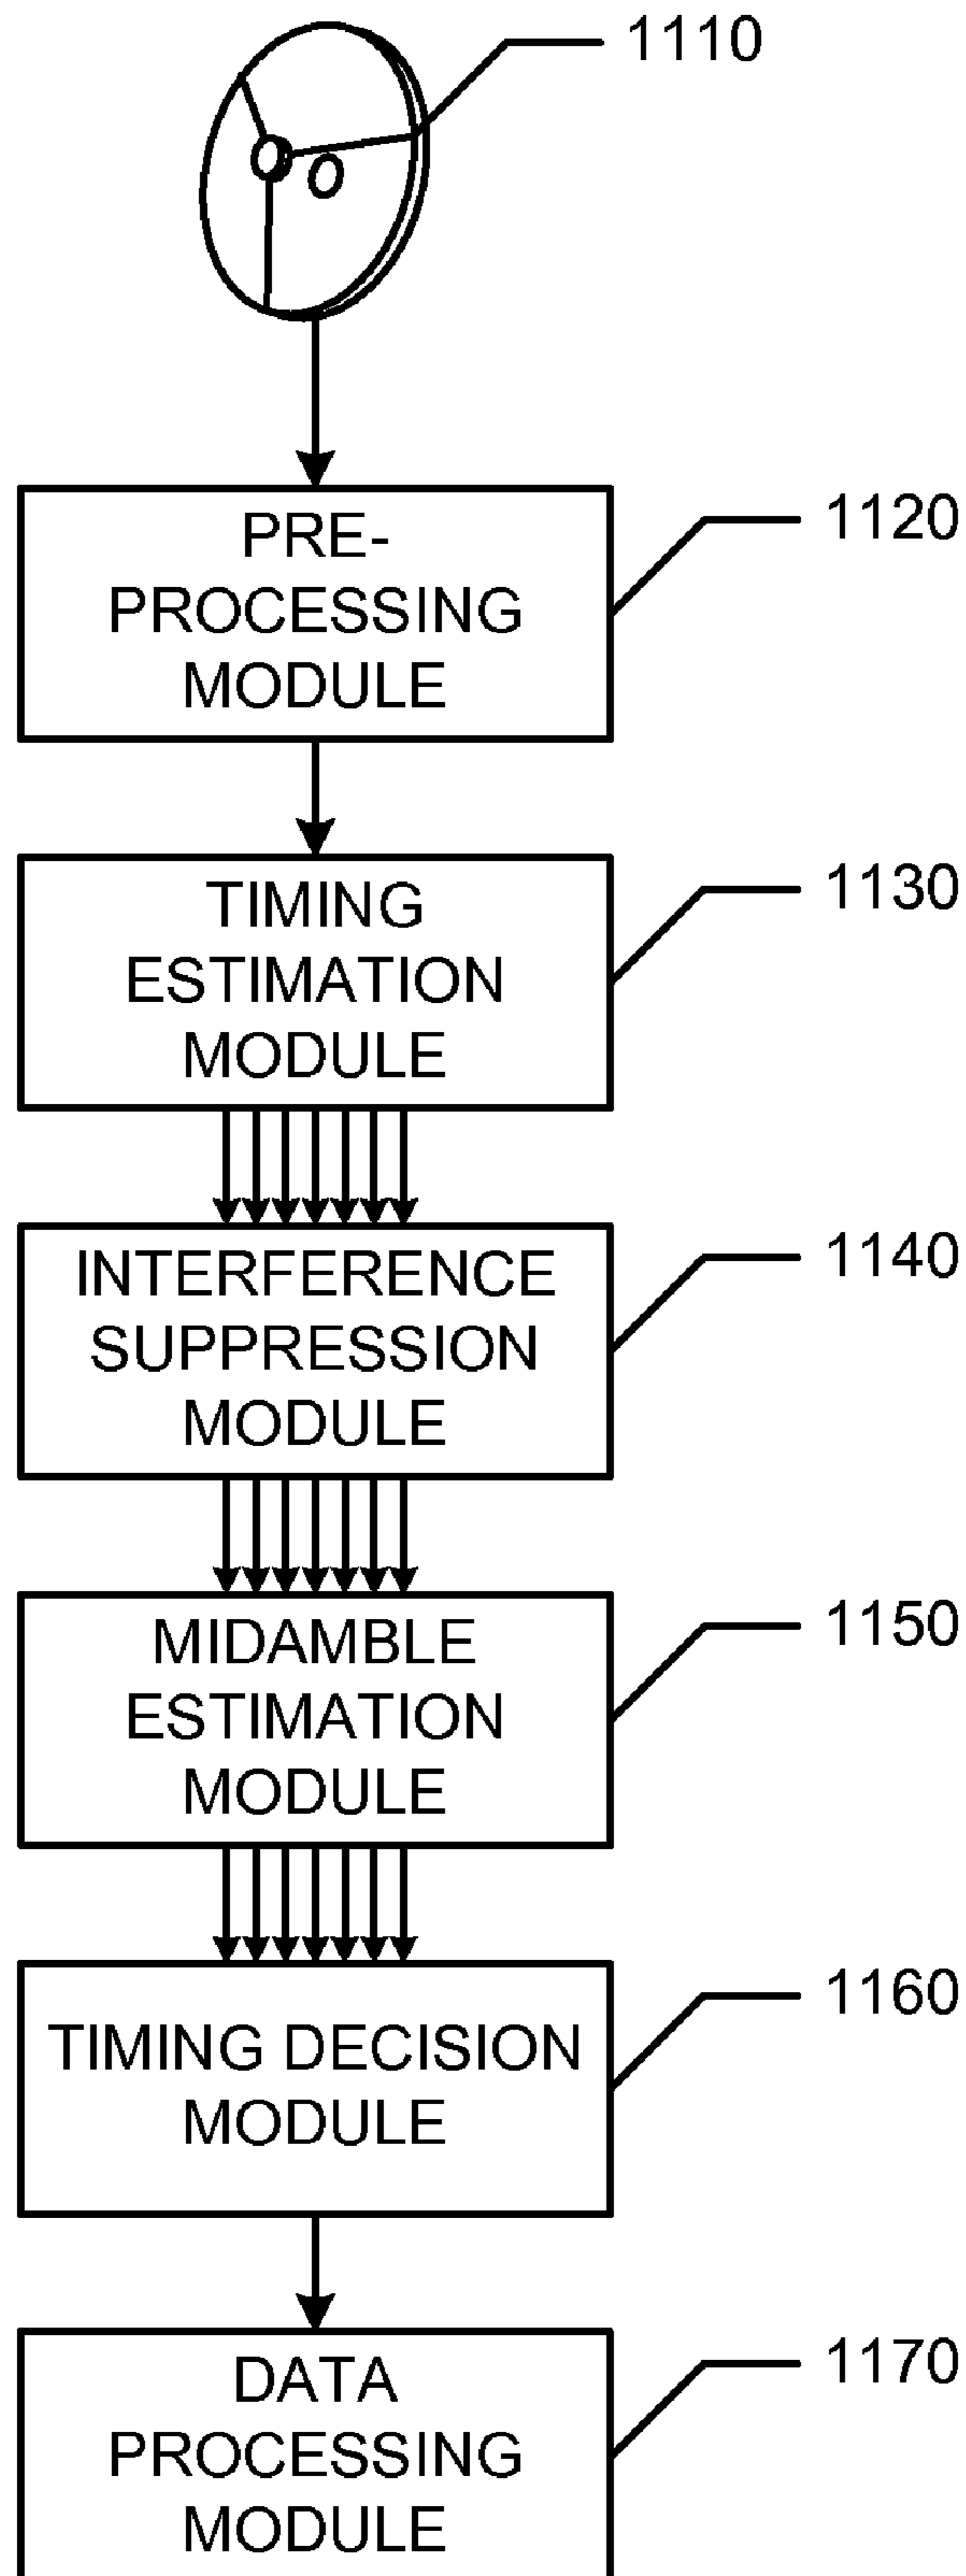 1110
PRE-
PROCESSING
MODULE
1120
TIMING
ESTIMATION
MODULE
1130
INTERFERENCE
SUPPRESSION
MODULE
1140
MIDAMBLE
ESTIMATION
MODULE
1150
TIMING DECISION
MODULE
1160
DATA
PROCESSING
MODULE
1170